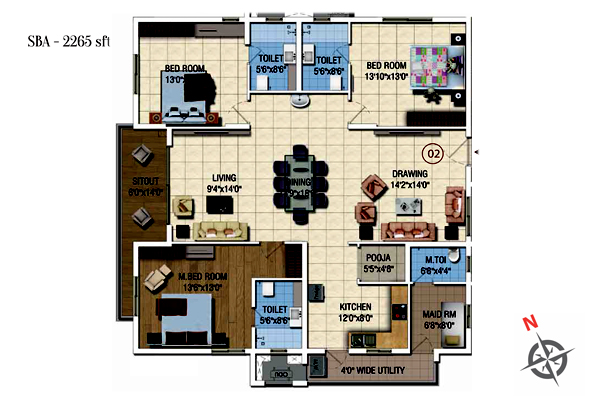 SBA - 2265 sft
BED ROOM
13'0"x
TOILET
5'6"x8'6"
TOILET
5'6"x8'6"
BED ROOM
13'10"x13'0"
02
SITOUT
6'0"x14'0"
LIVING
9'4"x14'0"
DINING
DRAWING
14'2"x14'0"
M.BED ROOM
13'6"x13'0"
POOJA
5'5"x4'6"
M.TOI
6'8"x4'4"
TOILET
5'6"x8'6"
KITCHEN
12'0"x8'0"
MAID RM
6'8"x8'0"
ODU
4'0" WIDE UTILITY
N